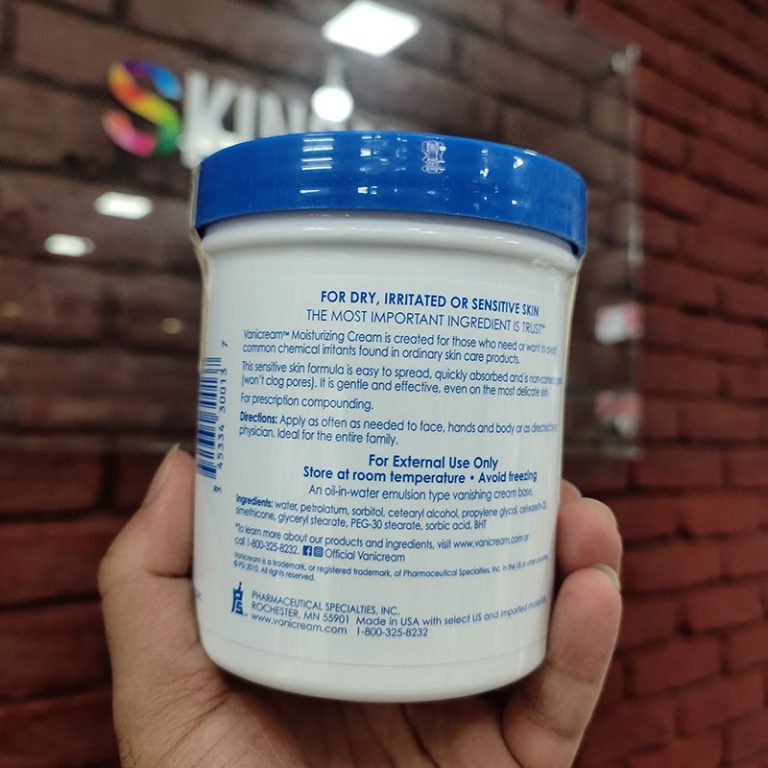 SKIN
FOR DRY, IRRITATED OR SENSITIVE SKIN
THE MOST IMPORTANT INGREDIENT IS TRUST™
Vanicream™ Moisturizing Cream is created for those who need or want to avoid
common chemical irritants found in ordinary skin care products.
This sensitive skin formula is easy to spread, quickly absorbed and is
(won't clog pores). It is gentle and effective, even on the most delicate skin.
For prescription compounding.
Directions: Apply as often as needed to face, hands and body or as directed by
physician. Ideal for the entire family.
For External Use Only
Store at room temperature • Avoid freezing
An oil-in-water emulsion type vanishing cream base.
Ingredients: water, petrolatum, sorbitol, cetearyl alcohol, propylene glycol, ceteareth-20,
simethicone, glyceryl stearate, PEG-30 stearate, sorbic acid, BHT
*To learn more about our products and ingredients, visit www.vanicream.com or
call 1-800-325-8232. Official Vanicream
Vanicream is a trademark, or registered trademark, of Pharmaceutical Specialties, Inc. in the US and/or other countries.
© PSI 2010. All rights reserved.
PHARMACEUTICAL SPECIALTIES, INC.
ROCHESTER, MN 55901 Made in USA with select US and imported materials
www.vanicream.com 1-800-325-8232
3 45334 30013 7